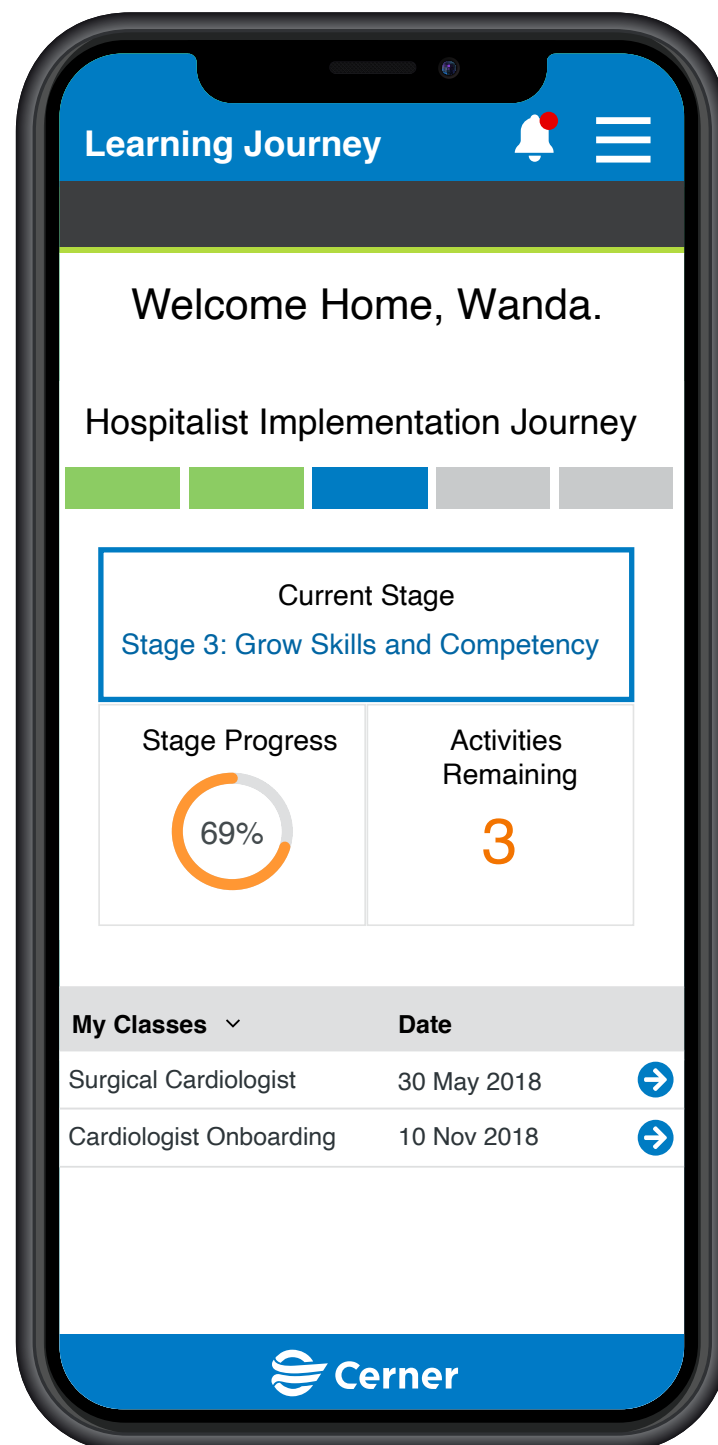 Learning Journey
Welcome Home, Wanda.
Hospitalist Implementation Journey
Current Stage
Stage 3: Grow Skills and Competency
Stage Progress
69%
Activities
Remaining
3
My Classes Date
Surgical Cardiologist 30 May 2018
Cardiologist Onboarding 10 Nov 2018
Cerner